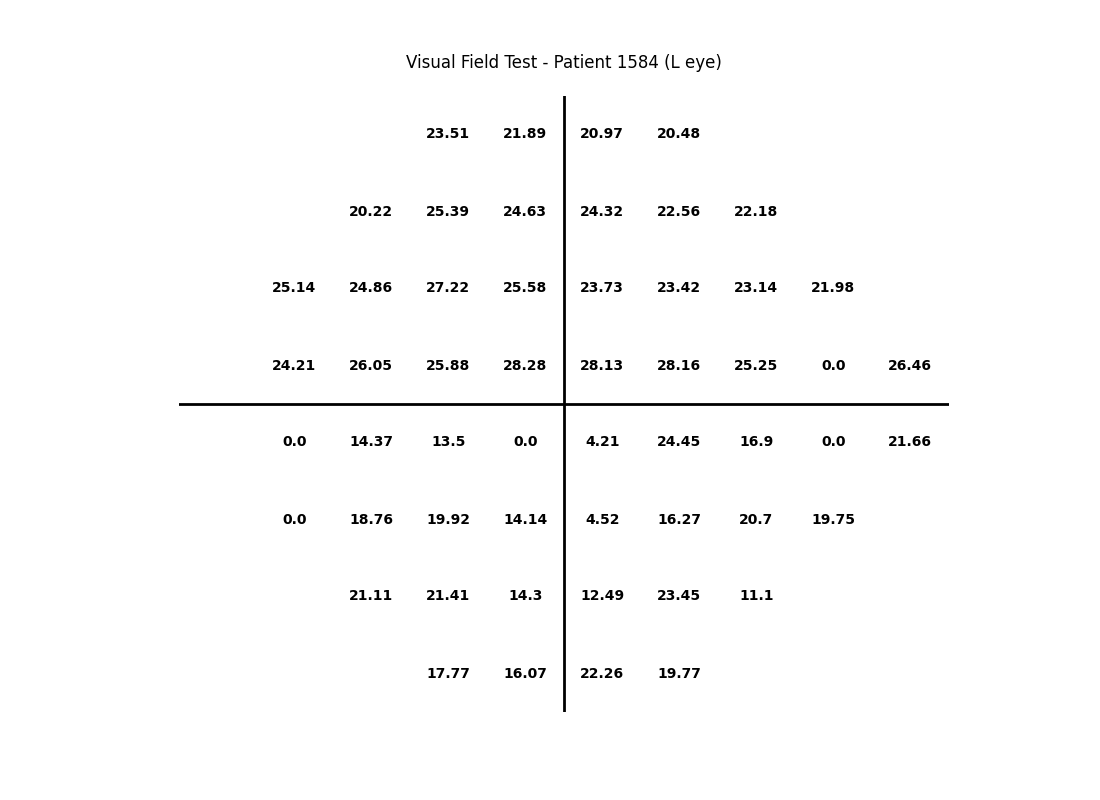 Visual Field Test - Patient 1584 (L eye)
23.51 21.89 20.97 20.48
20.22 25.39 24.63 24.32 22.56 22.18
25.14 24.86 27.22 25.58 23.73 23.42 23.14 21.98
24.21 26.05 25.88 28.28 28.13 28.16 25.25 0.0 26.46
0.0 14.37 13.5 0.0 4.21 24.45 16.9 0.0 21.66
0.0 18.76 19.92 14.14 4.52 16.27 20.7 19.75
21.11 21.41 14.3 12.49 23.45 11.1
17.77 16.07 22.26 19.77